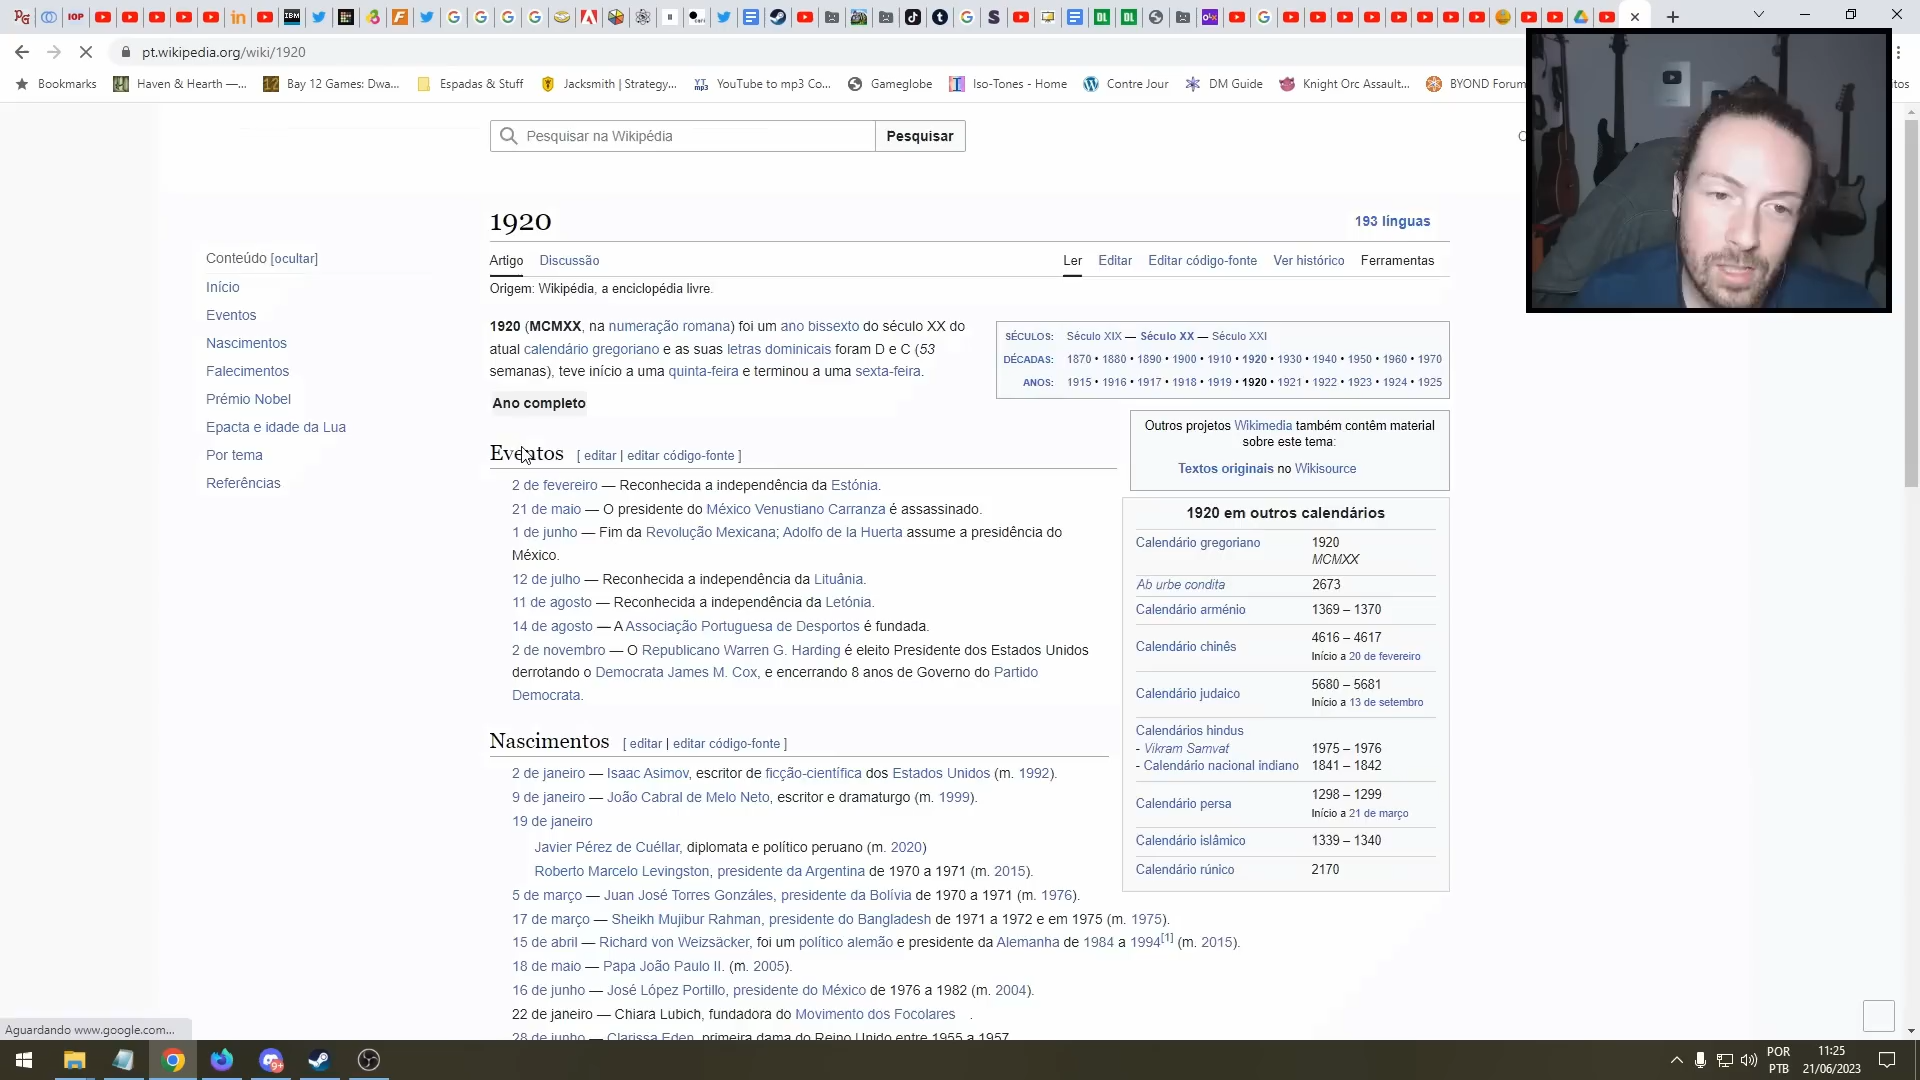 pt.wikipedia.org/wiki/1920
Bookmarks
Haven & Hearth —...
Bay 12 Games: Dwa...
Espadas & Stuff
Jacksmith | Strategy...
YouTube to mp3 Co...
Gameglobe
Iso-Tones - Home
Contre Jour
DM Guide
Knight Orc Assault...
BYOND Forum
Pesquisar na Wikipédia
Pesquisar
1920
193 línguas
Artigo Discussão
Ler Editar Editar código-fonte Ver histórico Ferramentas
Origem: Wikipédia, a enciclopédia livre.
Conteúdo [ocultar]
Início
Eventos
Nascimentos
Falecimentos
Prémio Nobel
Epacta e idade da Lua
Por tema
Referências
1920 (MCMXX, na numeração romana) foi um ano bissexto do século XX do
atual calendário gregoriano e as suas letras dominicais foram D e C (53
semanas), teve início a uma quinta-feira e terminou a uma sexta-feira.
SÉCULOS: Século XIX — Século XX — Século XXI
DÉCADAS: 1870 • 1880 • 1890 • 1900 • 1910 • 1920 • 1930 • 1940 • 1950 • 1960 • 1970
ANOS: 1915 • 1916 • 1917 • 1918 • 1919 • 1920 • 1921 • 1922 • 1923 • 1924 • 1925
Ano completo
Outros projetos Wikimedia também contêm material
sobre este tema:
Textos originais no Wikisource
Eventos [ editar | editar código-fonte ]
2 de fevereiro — Reconhecida a independência da Estónia.
21 de maio — O presidente do México Venustiano Carranza é assassinado.
1 de junho — Fim da Revolução Mexicana; Adolfo de la Huerta assume a presidência do
México.
12 de julho — Reconhecida a independência da Lituânia.
11 de agosto — Reconhecida a independência da Letónia.
14 de agosto — A Associação Portuguesa de Desportos é fundada.
2 de novembro — O Republicano Warren G. Harding é eleito Presidente dos Estados Unidos
derrotando o Democrata James M. Cox, e encerrando 8 anos de Governo do Partido
Democrata.
1920 em outros calendários
Calendário gregoriano 1920
MCMXX
Ab urbe condita 2673
Calendário arménio 1369 – 1370
Calendário chinês 4616 – 4617
Início a 20 de fevereiro
Calendário judaico 5680 – 5681
Início a 13 de setembro
Calendários hindus
- Vikram Samvat 1975 – 1976
- Calendário nacional indiano 1841 – 1842
Calendário persa 1298 – 1299
Início a 21 de março
Calendário islâmico 1339 – 1340
Calendário rúnico 2170
Nascimentos [ editar | editar código-fonte ]
2 de janeiro — Isaac Asimov, escritor de ficção-científica dos Estados Unidos (m. 1992).
9 de janeiro — João Cabral de Melo Neto, escritor e dramaturgo (m. 1999).
19 de janeiro
Javier Pérez de Cuéllar, diplomata e político peruano (m. 2020)
Roberto Marcelo Levingston, presidente da Argentina de 1970 a 1971 (m. 2015).
5 de março — Juan José Torres Gonzáles, presidente da Bolívia de 1970 a 1971 (m. 1976).
17 de março — Sheikh Mujibur Rahman, presidente do Bangladesh de 1971 a 1972 e em 1975 (m. 1975).
15 de abril — Richard von Weizsäcker, foi um político alemão e presidente da Alemanha de 1984 a 1994[1] (m. 2015).
18 de maio — Papa João Paulo II. (m. 2005).
16 de junho — José López Portillo, presidente do México de 1976 a 1982 (m. 2004).
22 de janeiro — Chiara Lubich, fundadora do Movimento dos Focolares .
28 de junho — Clarissa Eden, primeira dama do Reino Unido entre 1955 a 1957
Aguardando www.google.com...
POR
PTB
11:25
21/06/2023